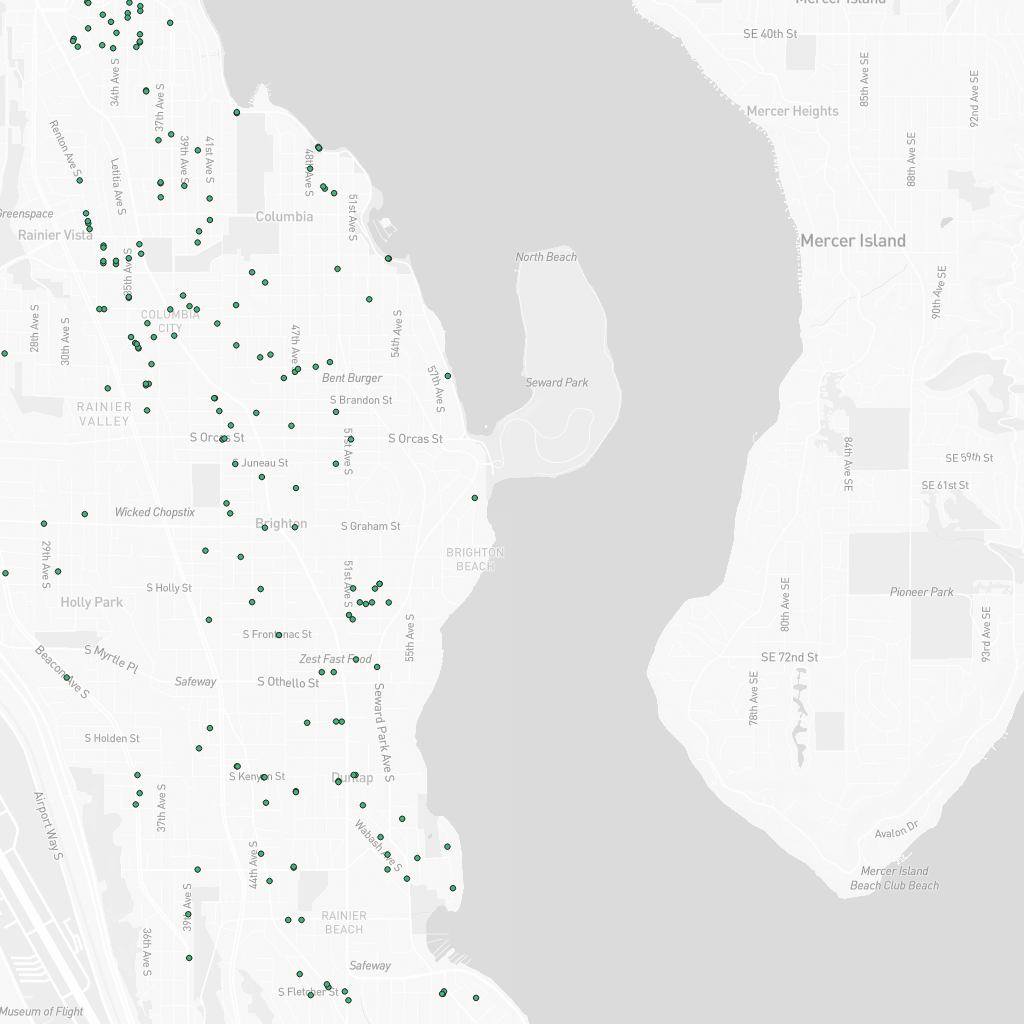 Mercer Island
SE 40th St
34th Ave S
37th Ave S
85th Ave SE
92nd Ave SE
Mercer Heights
Renton Ave S
Letitia Ave S
39th Ave S
41st Ave S
48th Ave S
88th Ave SE
51st Ave S
Greenspace
Columbia
Rainier Vista
Mercer Island
North Beach
35th Ave S
90th Ave SE
28th Ave S
30th Ave S
COLUMBIA
CITY
47th Ave S
54th Ave S
57th Ave S
Bent Burger
Seward Park
S Brandon St
RAINIER
VALLEY
S Orcas St
S Orcas St
51st Ave S
84th Ave SE
S Juneau St
SE 59th St
SE 61st St
Wicked Chopstix
Brighton
S Graham St
BRIGHTON
BEACH
29th Ave S
S Holly St
51st Ave S
Holly Park
80th Ave SE
Pioneer Park
93rd Ave SE
55th Ave S
S Frontenac St
S Myrtle Pl
Zest Fast Food
SE 72nd St
Beacon Ave S
Safeway
S Othello St
Seward Park Ave S
78th Ave SE
S Holden St
S Kenyon St
Dunlap
Airport Way S
37th Ave S
Wabash Ave S
Avalon Dr
44th Ave S
Mercer Island
Beach Club Beach
39th Ave S
RAINIER
BEACH
36th Ave S
Safeway
S Fletcher St
Museum of Flight